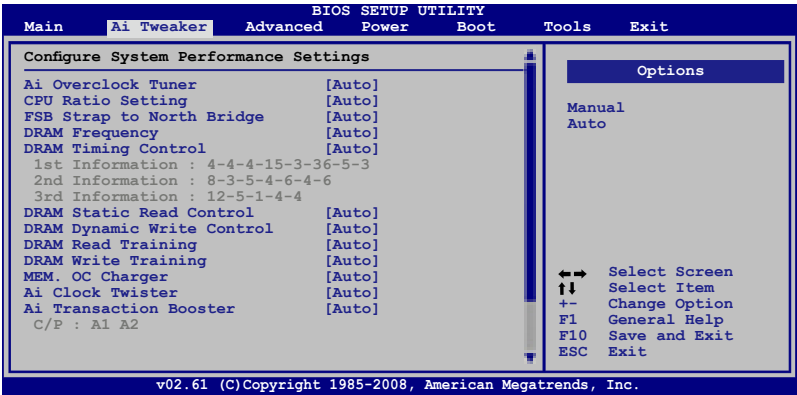 BIOS SETUP UTILITY
Main Ai Tweaker Advanced Power Boot Tools Exit
Configure System Performance Settings
Ai Overclock Tuner [Auto]
CPU Ratio Setting [Auto]
FSB Strap to North Bridge [Auto]
DRAM Frequency [Auto]
DRAM Timing Control [Auto]
1st Information : 4-4-4-15-3-36-5-3
2nd Information : 8-3-5-4-6-4-6
3rd Information : 12-5-1-4-4
DRAM Static Read Control [Auto]
DRAM Dynamic Write Control [Auto]
DRAM Read Training [Auto]
DRAM Write Training [Auto]
MEM. OC Charger [Auto]
Ai Clock Twister [Auto]
Ai Transaction Booster [Auto]
C/P : A1 A2
Options
Manual
Auto
←→ Select Screen
↑↓ Select Item
+- Change Option
F1 General Help
F10 Save and Exit
ESC Exit
v02.61 (C)Copyright 1985-2008, American Megatrends, Inc.